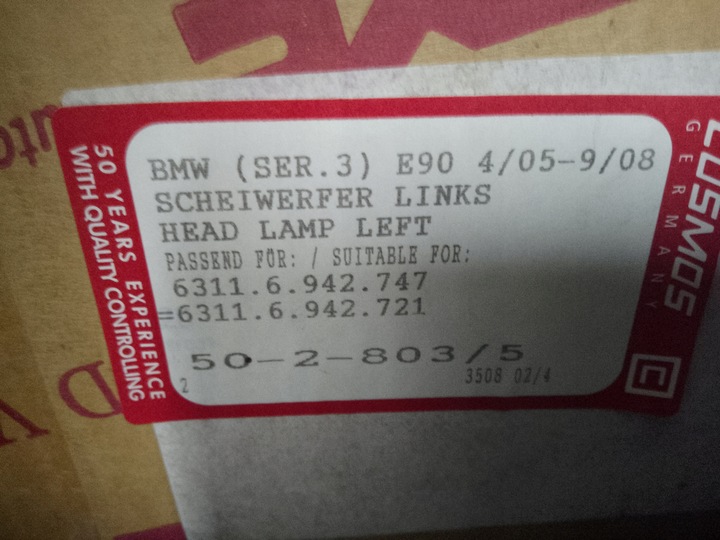 BMW (SER.3) E90 4/05-9/08
SCHEIWERFER LINKS
HEAD LAMP LEFT
PASSEND FÜR: / SUITABLE FOR:
6311.6.942.747
=6311.6.942.721
50-2-803/5
2
3508 02/4
50 YEARS EXPERIENCE
WITH QUALITY CONTROLLING
COSMOS
GERMANY